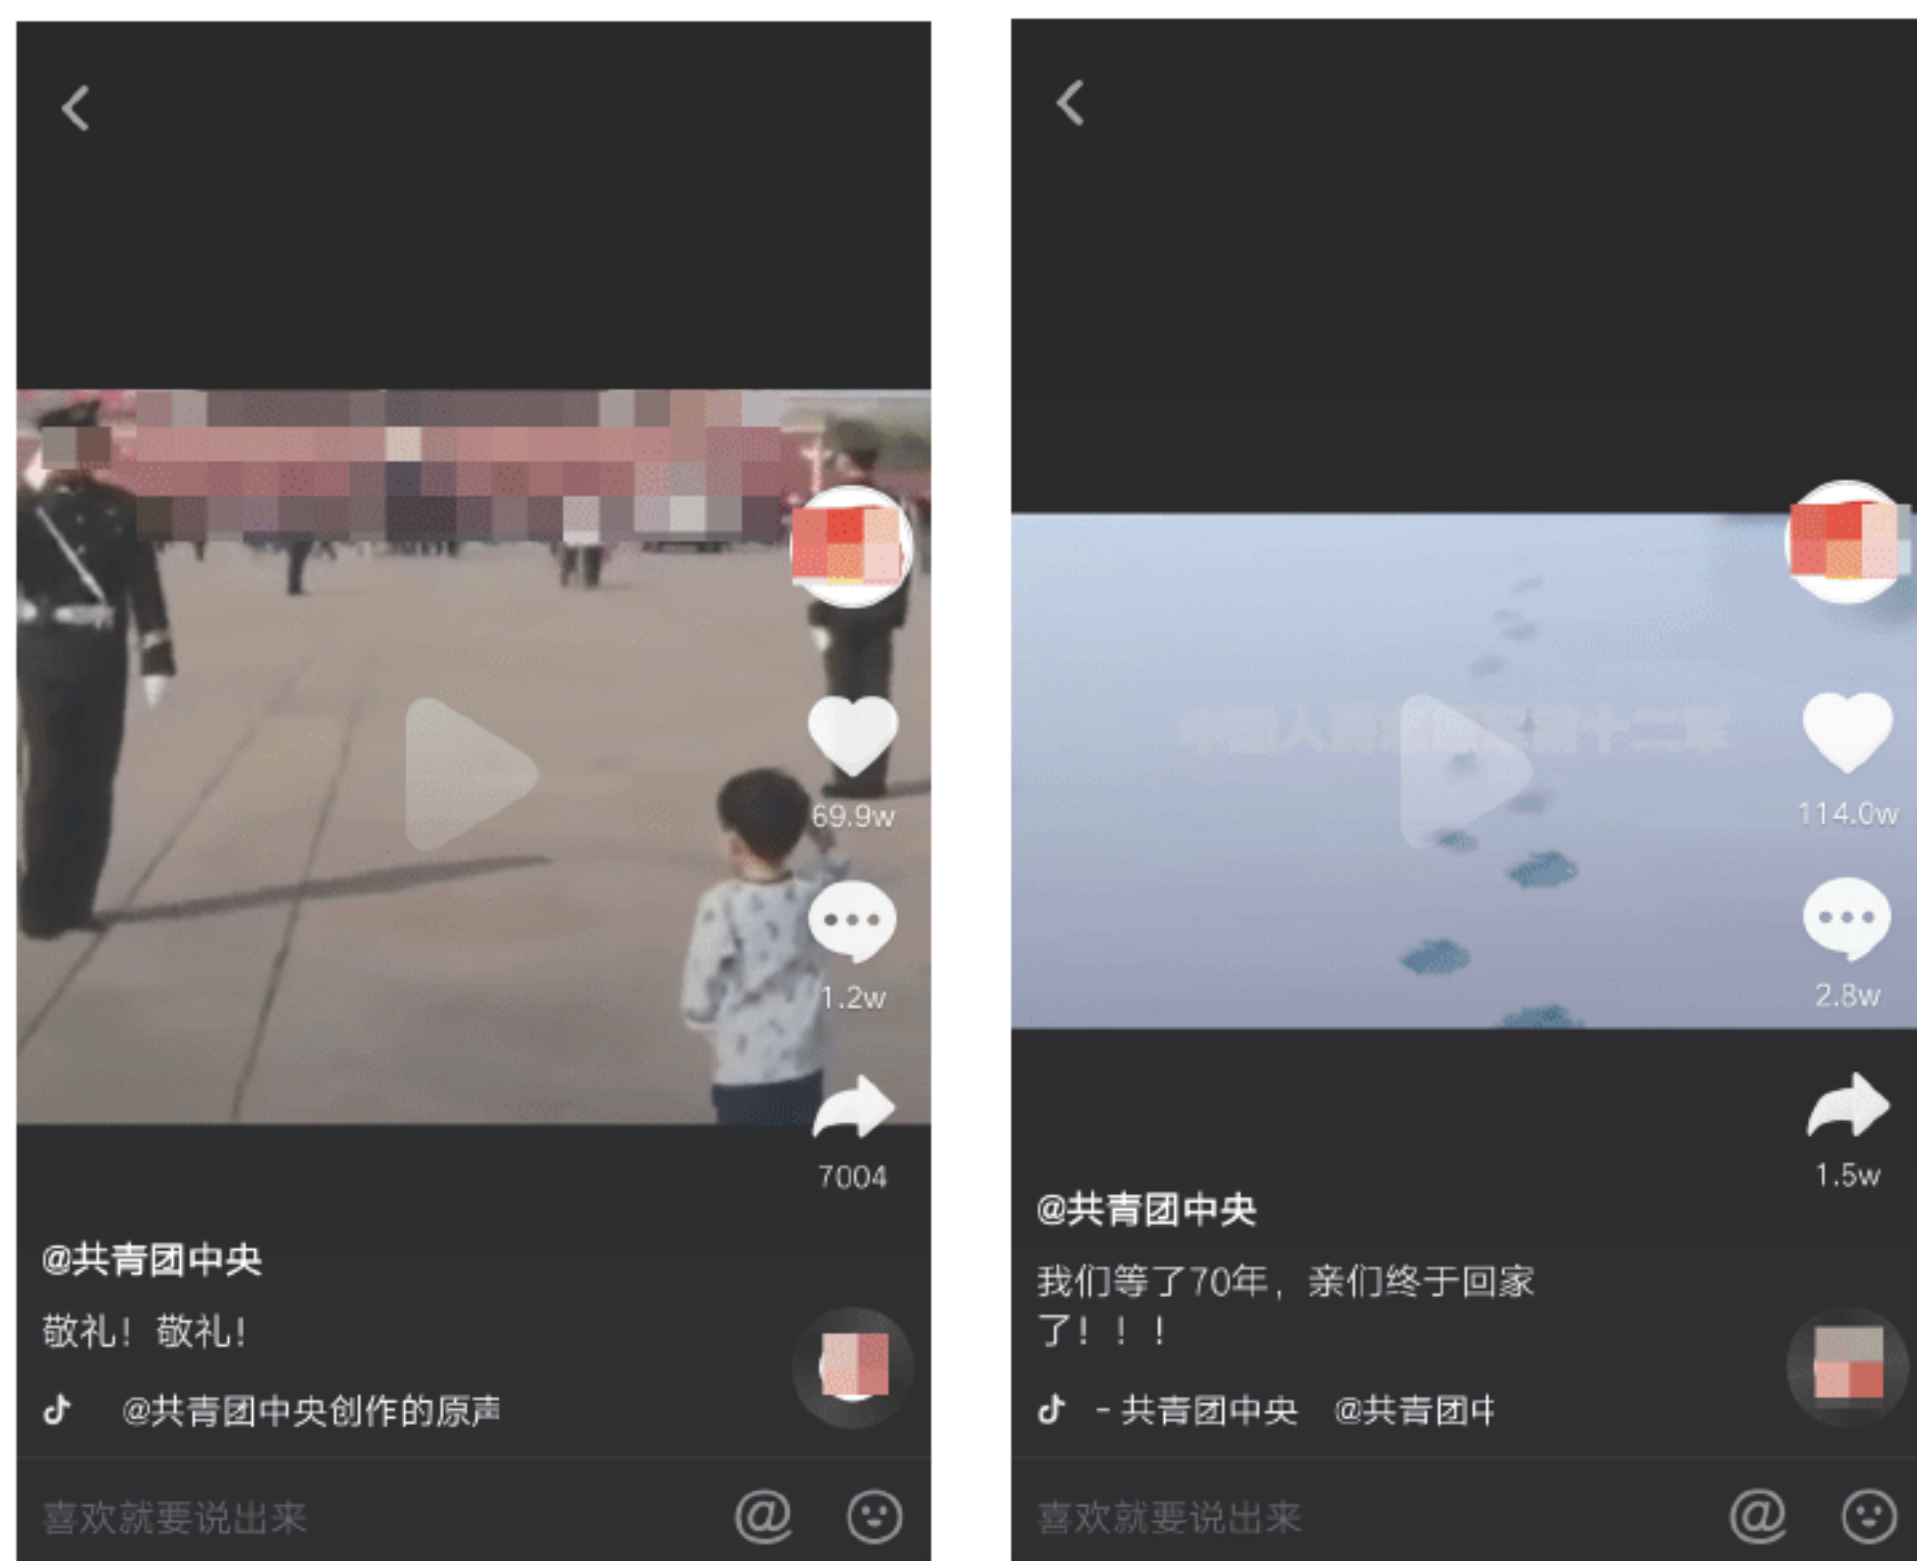 69.9w
1.2w
7004
@共青团中央
敬礼！敬礼！
@共青团中央创作的原声
喜欢就要说出来
@
114.0w
2.8w
1.5w
@共青团中央
我们等了70年，亲们终于回家
了！！！
- 共青团中央 @共青团中
喜欢就要说出来
@